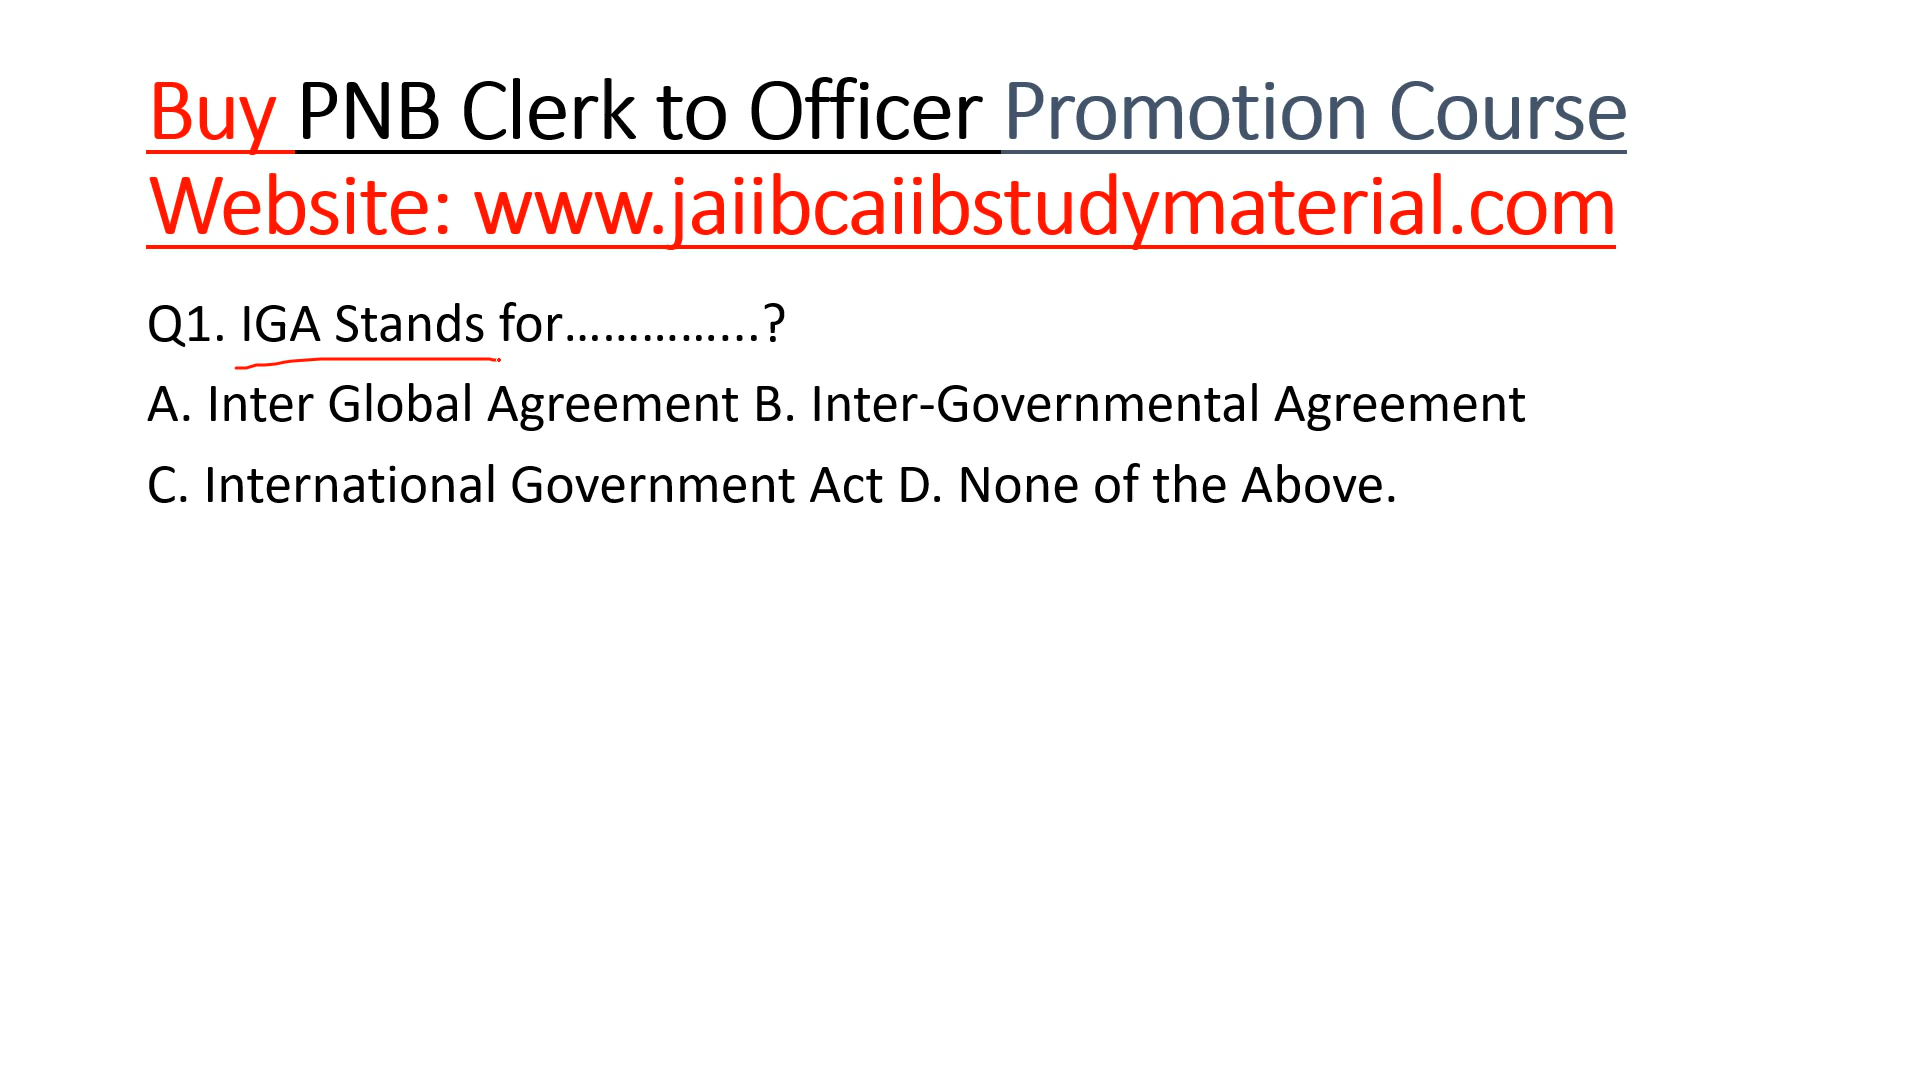 Buy PNB Clerk to Officer Promotion Course
Website: www.jaiibcaiibstudymaterial.com
Q1. IGA Stands for……………...?
A. Inter Global Agreement B. Inter-Governmental Agreement
C. International Government Act D. None of the Above.